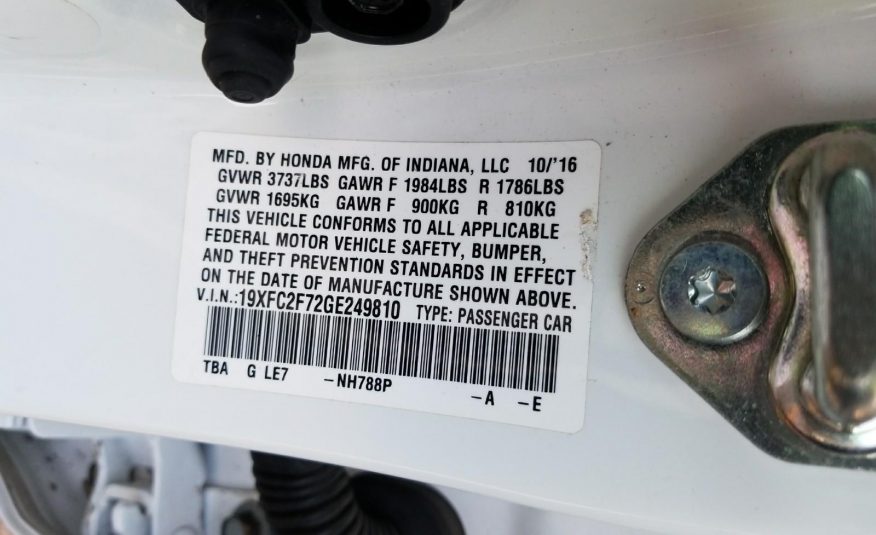 MFD. BY HONDA MFG. OF INDIANA, LLC 10/'16
GVWR 3737LBS GAWR F 1984LBS R 1786LBS
GVWR 1695KG GAWR F 900KG R 810KG
THIS VEHICLE CONFORMS TO ALL APPLICABLE
FEDERAL MOTOR VEHICLE SAFETY, BUMPER,
AND THEFT PREVENTION STANDARDS IN EFFECT
ON THE DATE OF MANUFACTURE SHOWN ABOVE.
V.I.N.:19XFC2F72GE249810 TYPE: PASSENGER CAR
TBA G LE7 -NH788P -A -E